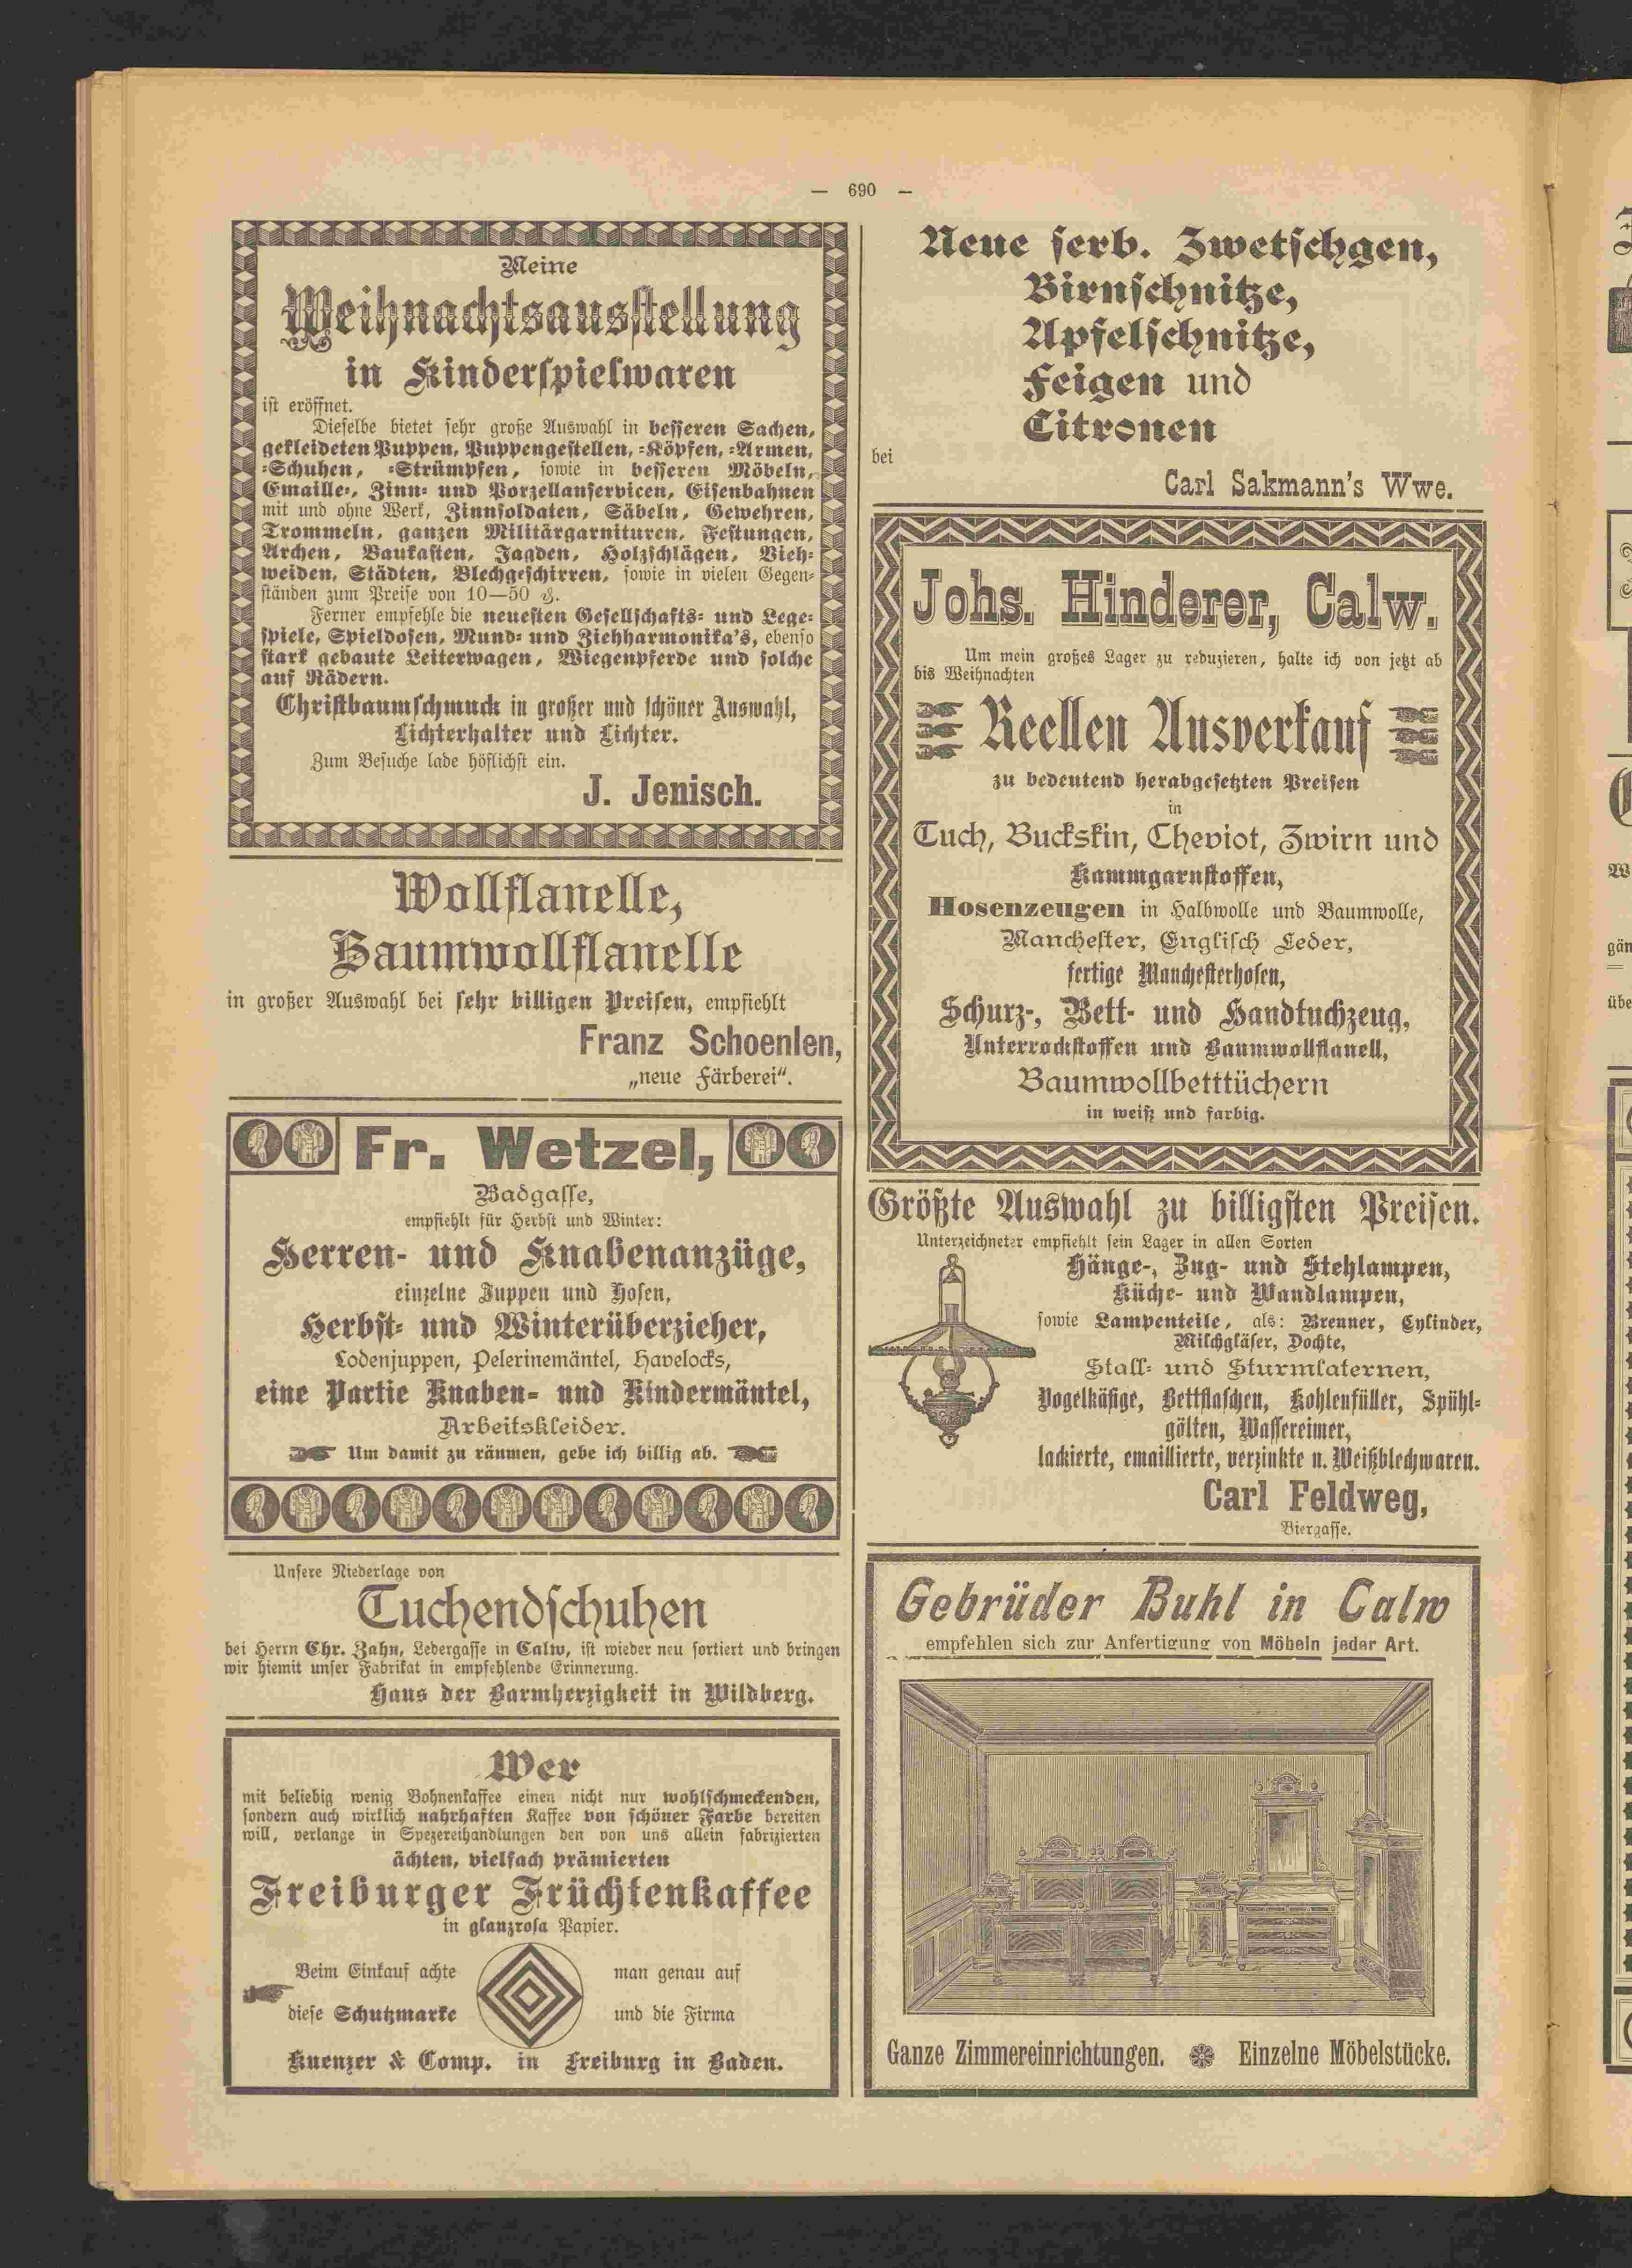 — 690 —
Meine
Weihnachtsausstellung
in Kinderspielwaren
ist eröffnet.
Dieselbe bietet sehr große Auswahl in besseren Sachen,
gekleideten Puppen, Puppengestellen, =Köpfen, =Armen,
=Schuhen, =Strümpfen, sowie in besseren Möbeln,
Emaille=, Zinn= und Porzellanservicen, Eisenbahnen
mit und ohne Werk, Zinnsoldaten, Säbeln, Gewehren,
Trommeln, ganzen Militärgarnituren, Festungen,
Archen, Baukasten, Jagden, Holzschlägen, Vieh=
weiden, Städten, Blechgeschirren, sowie in vielen Gegen=
ständen zum Preise von 10—50 ₰.
Ferner empfehle die neuesten Gesellschafts= und Lege=
spiele, Spieldosen, Mund= und Ziehharmonika's, ebenso
stark gebaute Leiterwagen, Wiegenpferde und solche
auf Rädern.
Christbaumschmuck in großer und schöner Auswahl,
Lichterhalter und Lichter.
Zum Besuche lade höflichst ein.
J. Jenisch.
Wollflanelle,
Baumwollflanelle
in großer Auswahl bei sehr billigen Preisen, empfiehlt
Franz Schoenlen,
„neue Färberei".
Fr. Wetzel,
Badgasse,
empfiehlt für Herbst und Winter:
Herren- und Knabenanzüge,
einzelne Juppen und Hosen,
Herbst= und Winterüberzieher,
Lodenjuppen, Pelerinemäntel, Havelocks,
eine Partie Knaben- und Kindermäntel,
Arbeitskleider.
Um damit zu räumen, gebe ich billig ab.
Unsere Niederlage von
Tuchendschuhen
bei Herrn Chr. Zahn, Ledergasse in Calw, ist wieder neu sortiert und bringen
wir hiemit unser Fabrikat in empfehlende Erinnerung.
Haus der Barmherzigkeit in Wildberg.
Wer
mit beliebig wenig Bohnenkaffee einen nicht nur wohlschmeckenden,
sondern auch wirklich nahrhaften Kaffee von schöner Farbe bereiten
will, verlange in Spezereihandlungen den von uns allein fabrizierten
ächten, vielfach prämierten
Freiburger Früchtenkaffee
in glanzrosa Papier.
Beim Einkauf achte man genau auf
diese Schutzmarke und die Firma
Kuenzer & Comp. in Freiburg in Baden.
Neue serb. Zwetschgen,
Birnschnitze,
Apfelschnitze,
Feigen und
Citronen
bei
Carl Sakmann's Wwe.
Johs. Hinderer, Calw.
Um mein großes Lager zu reduzieren, halte ich von jetzt ab
bis Weihnachten
Reellen Ausverkauf
zu bedeutend herabgesetzten Preisen
in
Tuch, Buckskin, Cheviot, Zwirn und
Kammgarnstoffen,
Hosenzeugen in Halbwolle und Baumwolle,
Manchester, Englisch Leder,
fertige Manchesterhosen,
Schurz-, Bett- und Handtuchzeug,
Unterrockstoffen und Baumwollflanell,
Baumwollbetttüchern
in weiß und farbig.
Größte Auswahl zu billigsten Preisen.
Unterzeichneter empfiehlt sein Lager in allen Sorten
Hänge-, Zug- und Stehlampen,
Küche- und Wandlampen,
sowie Lampenteile, als: Brenner, Cylinder,
Milchgläser, Dochte,
Stall= und Sturmlaternen,
Vogelkäfige, Bettflaschen, Kohlenfüller, Spühl=
gölten, Wassereimer,
lackierte, emaillierte, verzinkte u. Weißblechwaren.
Carl Feldweg,
Biergasse.
Gebrüder Buhl in Calw
empfehlen sich zur Anfertigung von Möbeln jeder Art.
Ganze Zimmereinrichtungen. Einzelne Möbelstücke.